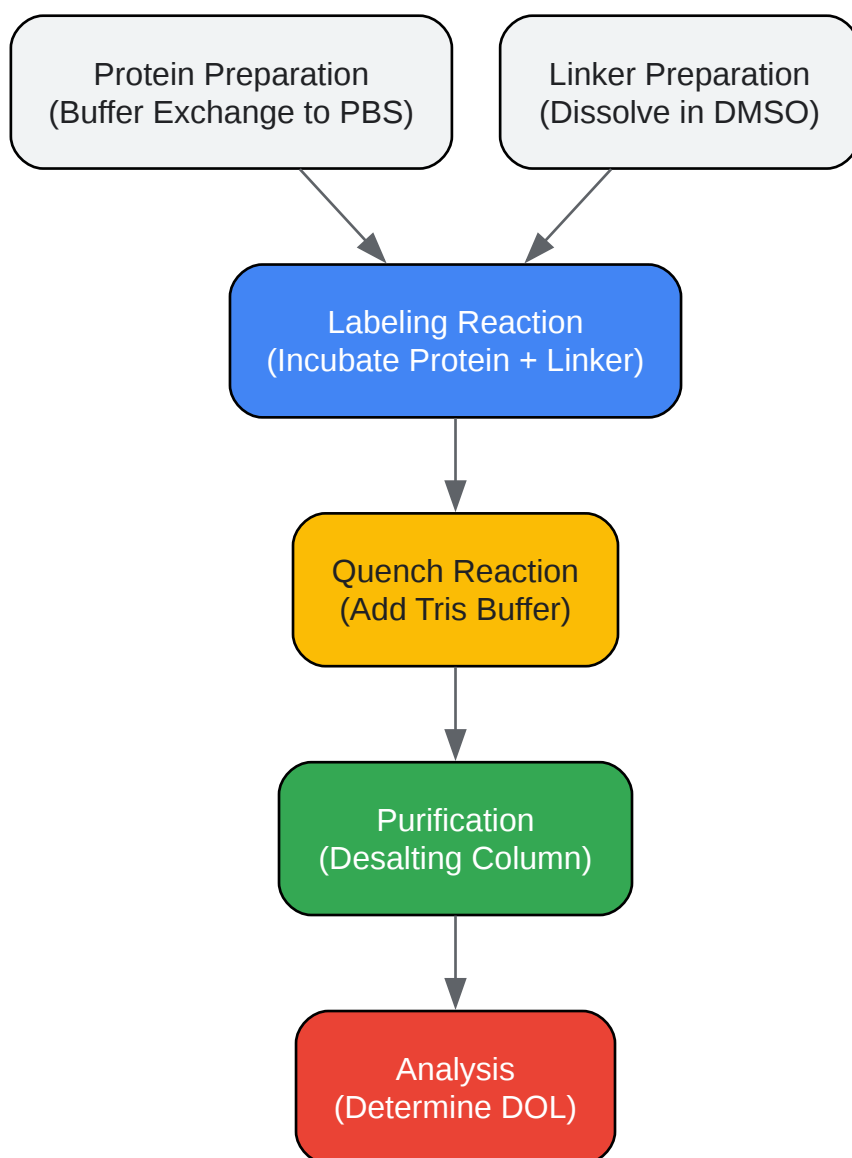 Protein Preparation
(Buffer Exchange to PBS)
Linker Preparation
(Dissolve in DMSO)
Labeling Reaction
(Incubate Protein + Linker)
Quench Reaction
(Add Tris Buffer)
Purification
(Desalting Column)
Analysis
(Determine DOL)